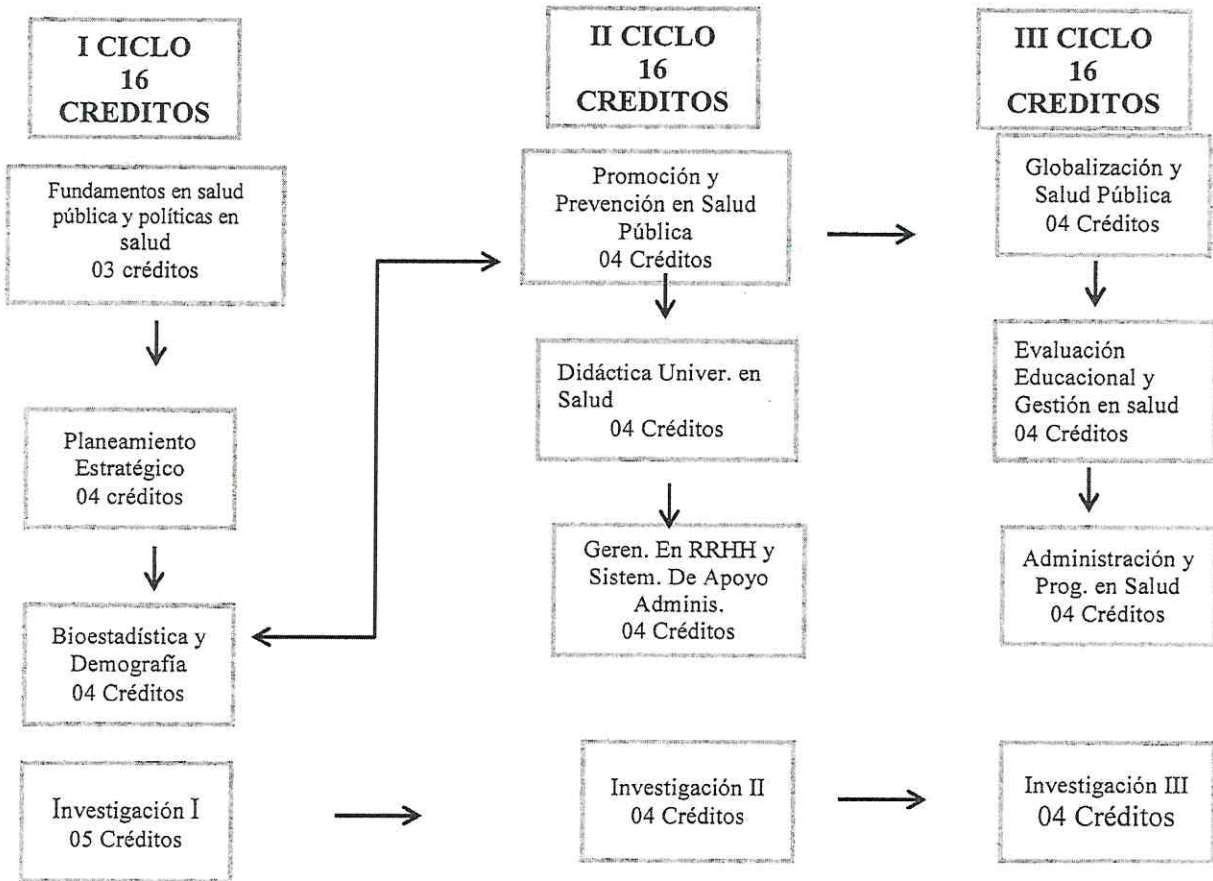 I CICLO
16
CREDITOS
Fundamentos en salud
pública y políticas en
salud
03 créditos
Planeamiento
Estratégico
04 créditos
Bioestadística y
Demografía
04 Créditos
Investigación I
05 Créditos
II CICLO
16
CREDITOS
Promoción y
Prevención en Salud
Pública
04 Créditos
Didáctica Univer. en
Salud
04 Créditos
Geren. En RRHH y
Sistem. De Apoyo
Adminis.
04 Créditos
Investigación II
04 Créditos
III CICLO
16
CREDITOS
Globalización y
Salud Pública
04 Créditos
Evaluación
Educacional y
Gestión en salud
04 Créditos
Administración y
Prog. en Salud
04 Créditos
Investigación III
04 Créditos